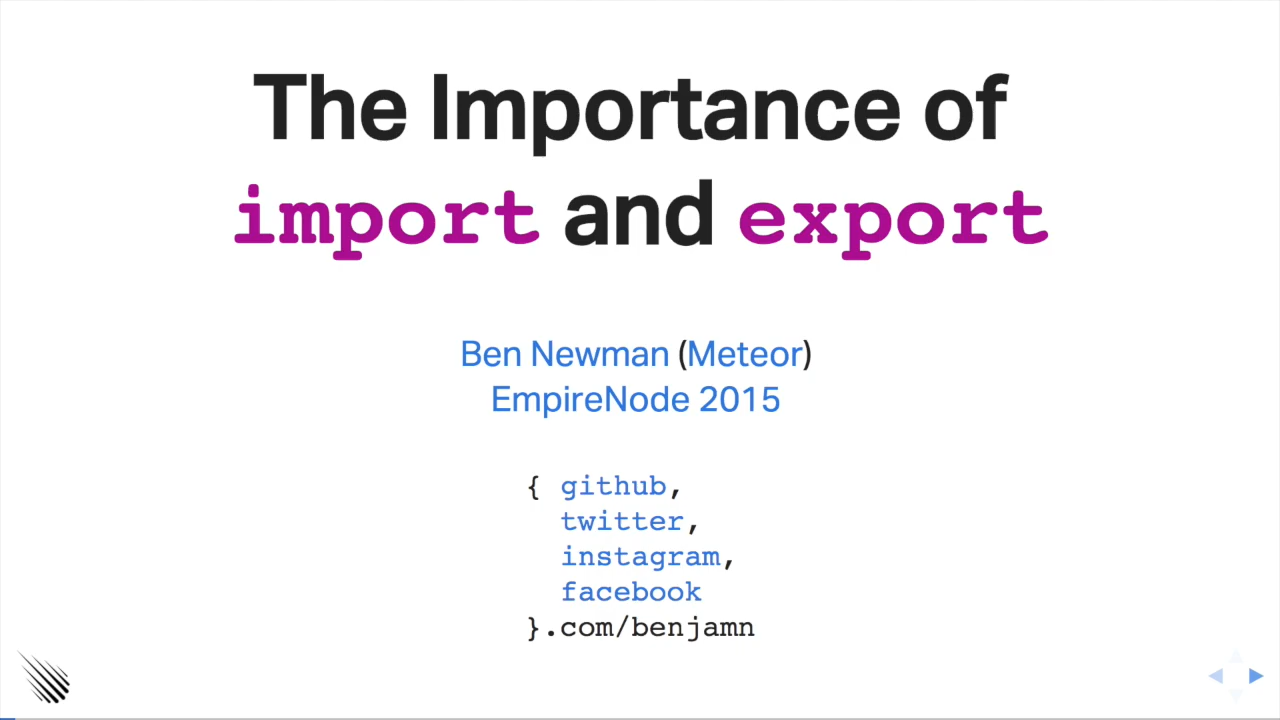 The Importance of
import and export
Ben Newman (Meteor)
EmpireNode 2015
{ github,
twitter,
instagram,
facebook
}.com/benjamn